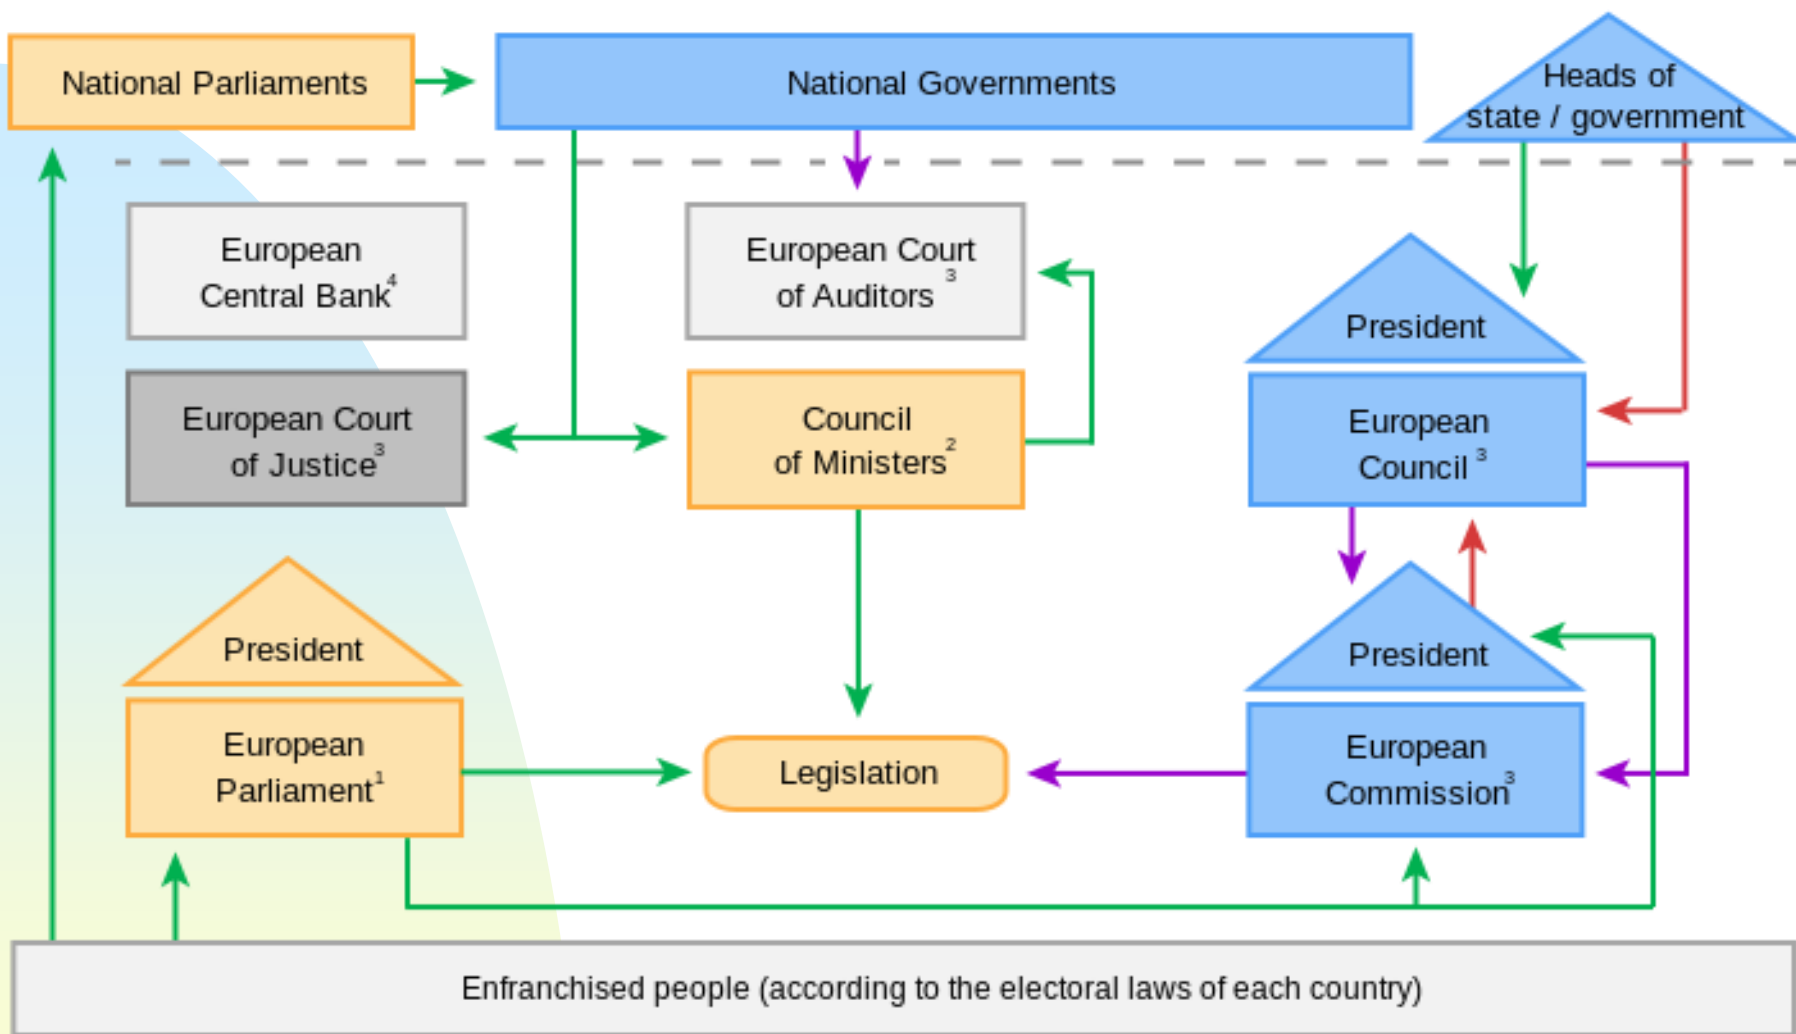 National Parliaments
National Governments
Heads of
state / government
European
Central Bank4
European Court
of Auditors 3
President
European Court
of Justice3
Council
of Ministers2
European
Council 3
President
European
Parliament1
Legislation
President
European
Commission3
Enfranchised people (according to the electoral laws of each country)